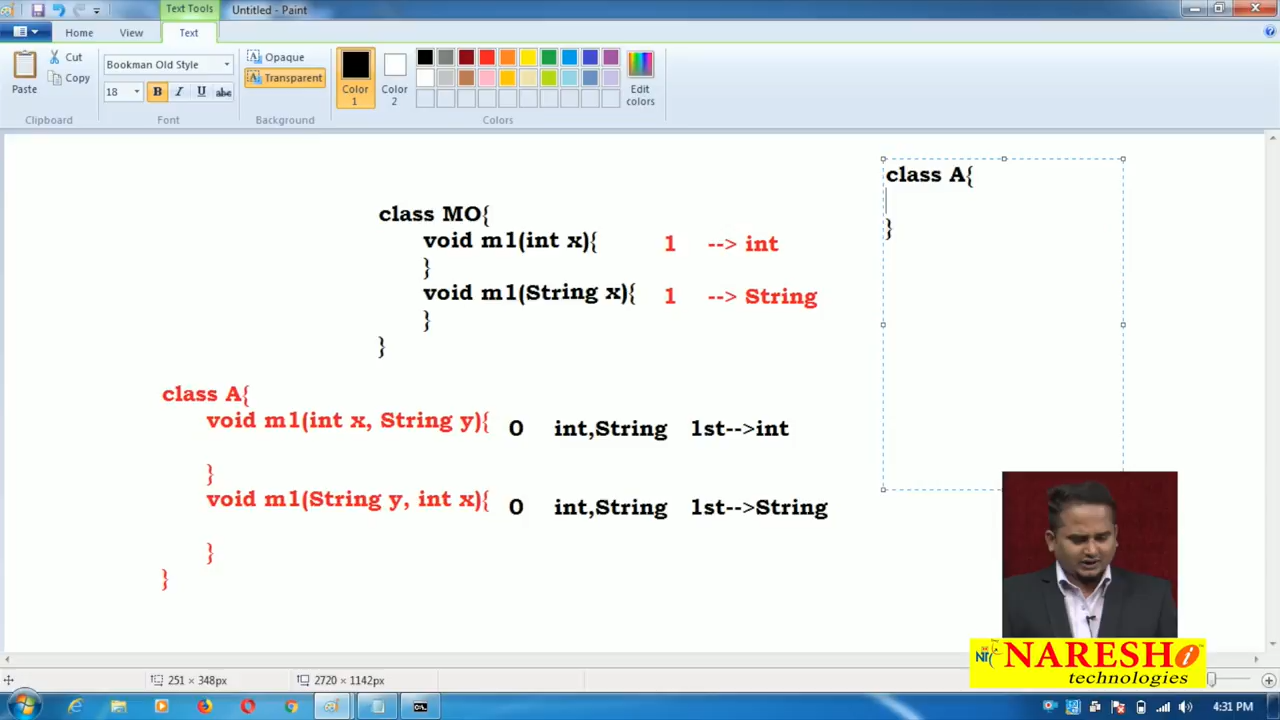 Text Tools
Untitled - Paint
Home
View
Text
Paste
Cut
Copy
Clipboard
Bookman Old Style
18
B I U abc
Font
Opaque
Transparent
Background
Color 1
Color 2
Edit colors
Colors
class A{
}
class MO{
void m1(int x){ 1 --> int
}
void m1(String x){ 1 --> String
}
}
class A{
void m1(int x, String y){ 0 int,String 1st-->int
}
void m1(String y, int x){ 0 int,String 1st-->String
}
}
NARESH i
technologies
251 × 348px
2720 × 1142px
4:31 PM